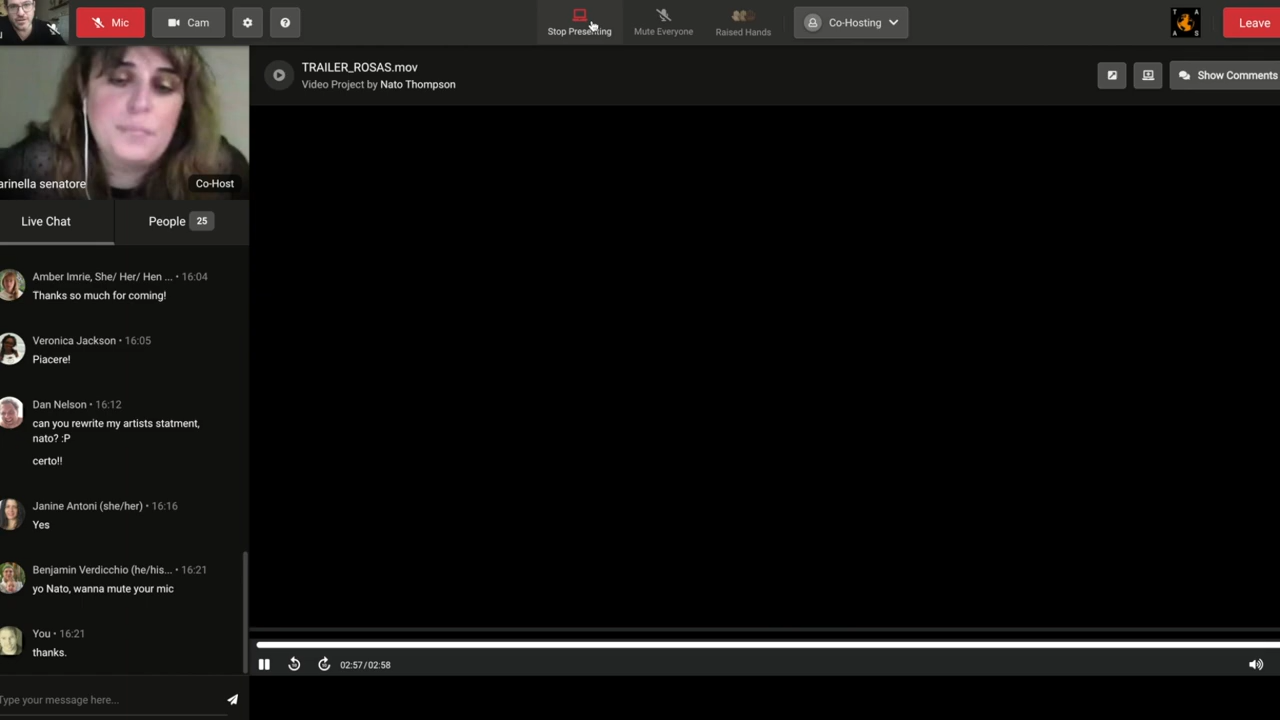 Mic
Cam
Stop Presenting
Mute Everyone
Raised Hands
Co-Hosting
T A
A S
Leave
TRAILER_ROSAS.mov
Video Project by Nato Thompson
Show Comments
arinella senatore
Co-Host
Live Chat
People 25
Amber Imrie, She/ Her/ Hen ... • 16:04
Thanks so much for coming!
Veronica Jackson • 16:05
Piacere!
Dan Nelson • 16:12
can you rewrite my artists statment,
nato? :P
certo!!
Janine Antoni (she/her) • 16:16
Yes
Benjamin Verdicchio (he/his... • 16:21
yo Nato, wanna mute your mic
You • 16:21
thanks.
Type your message here...
02:57/02:58